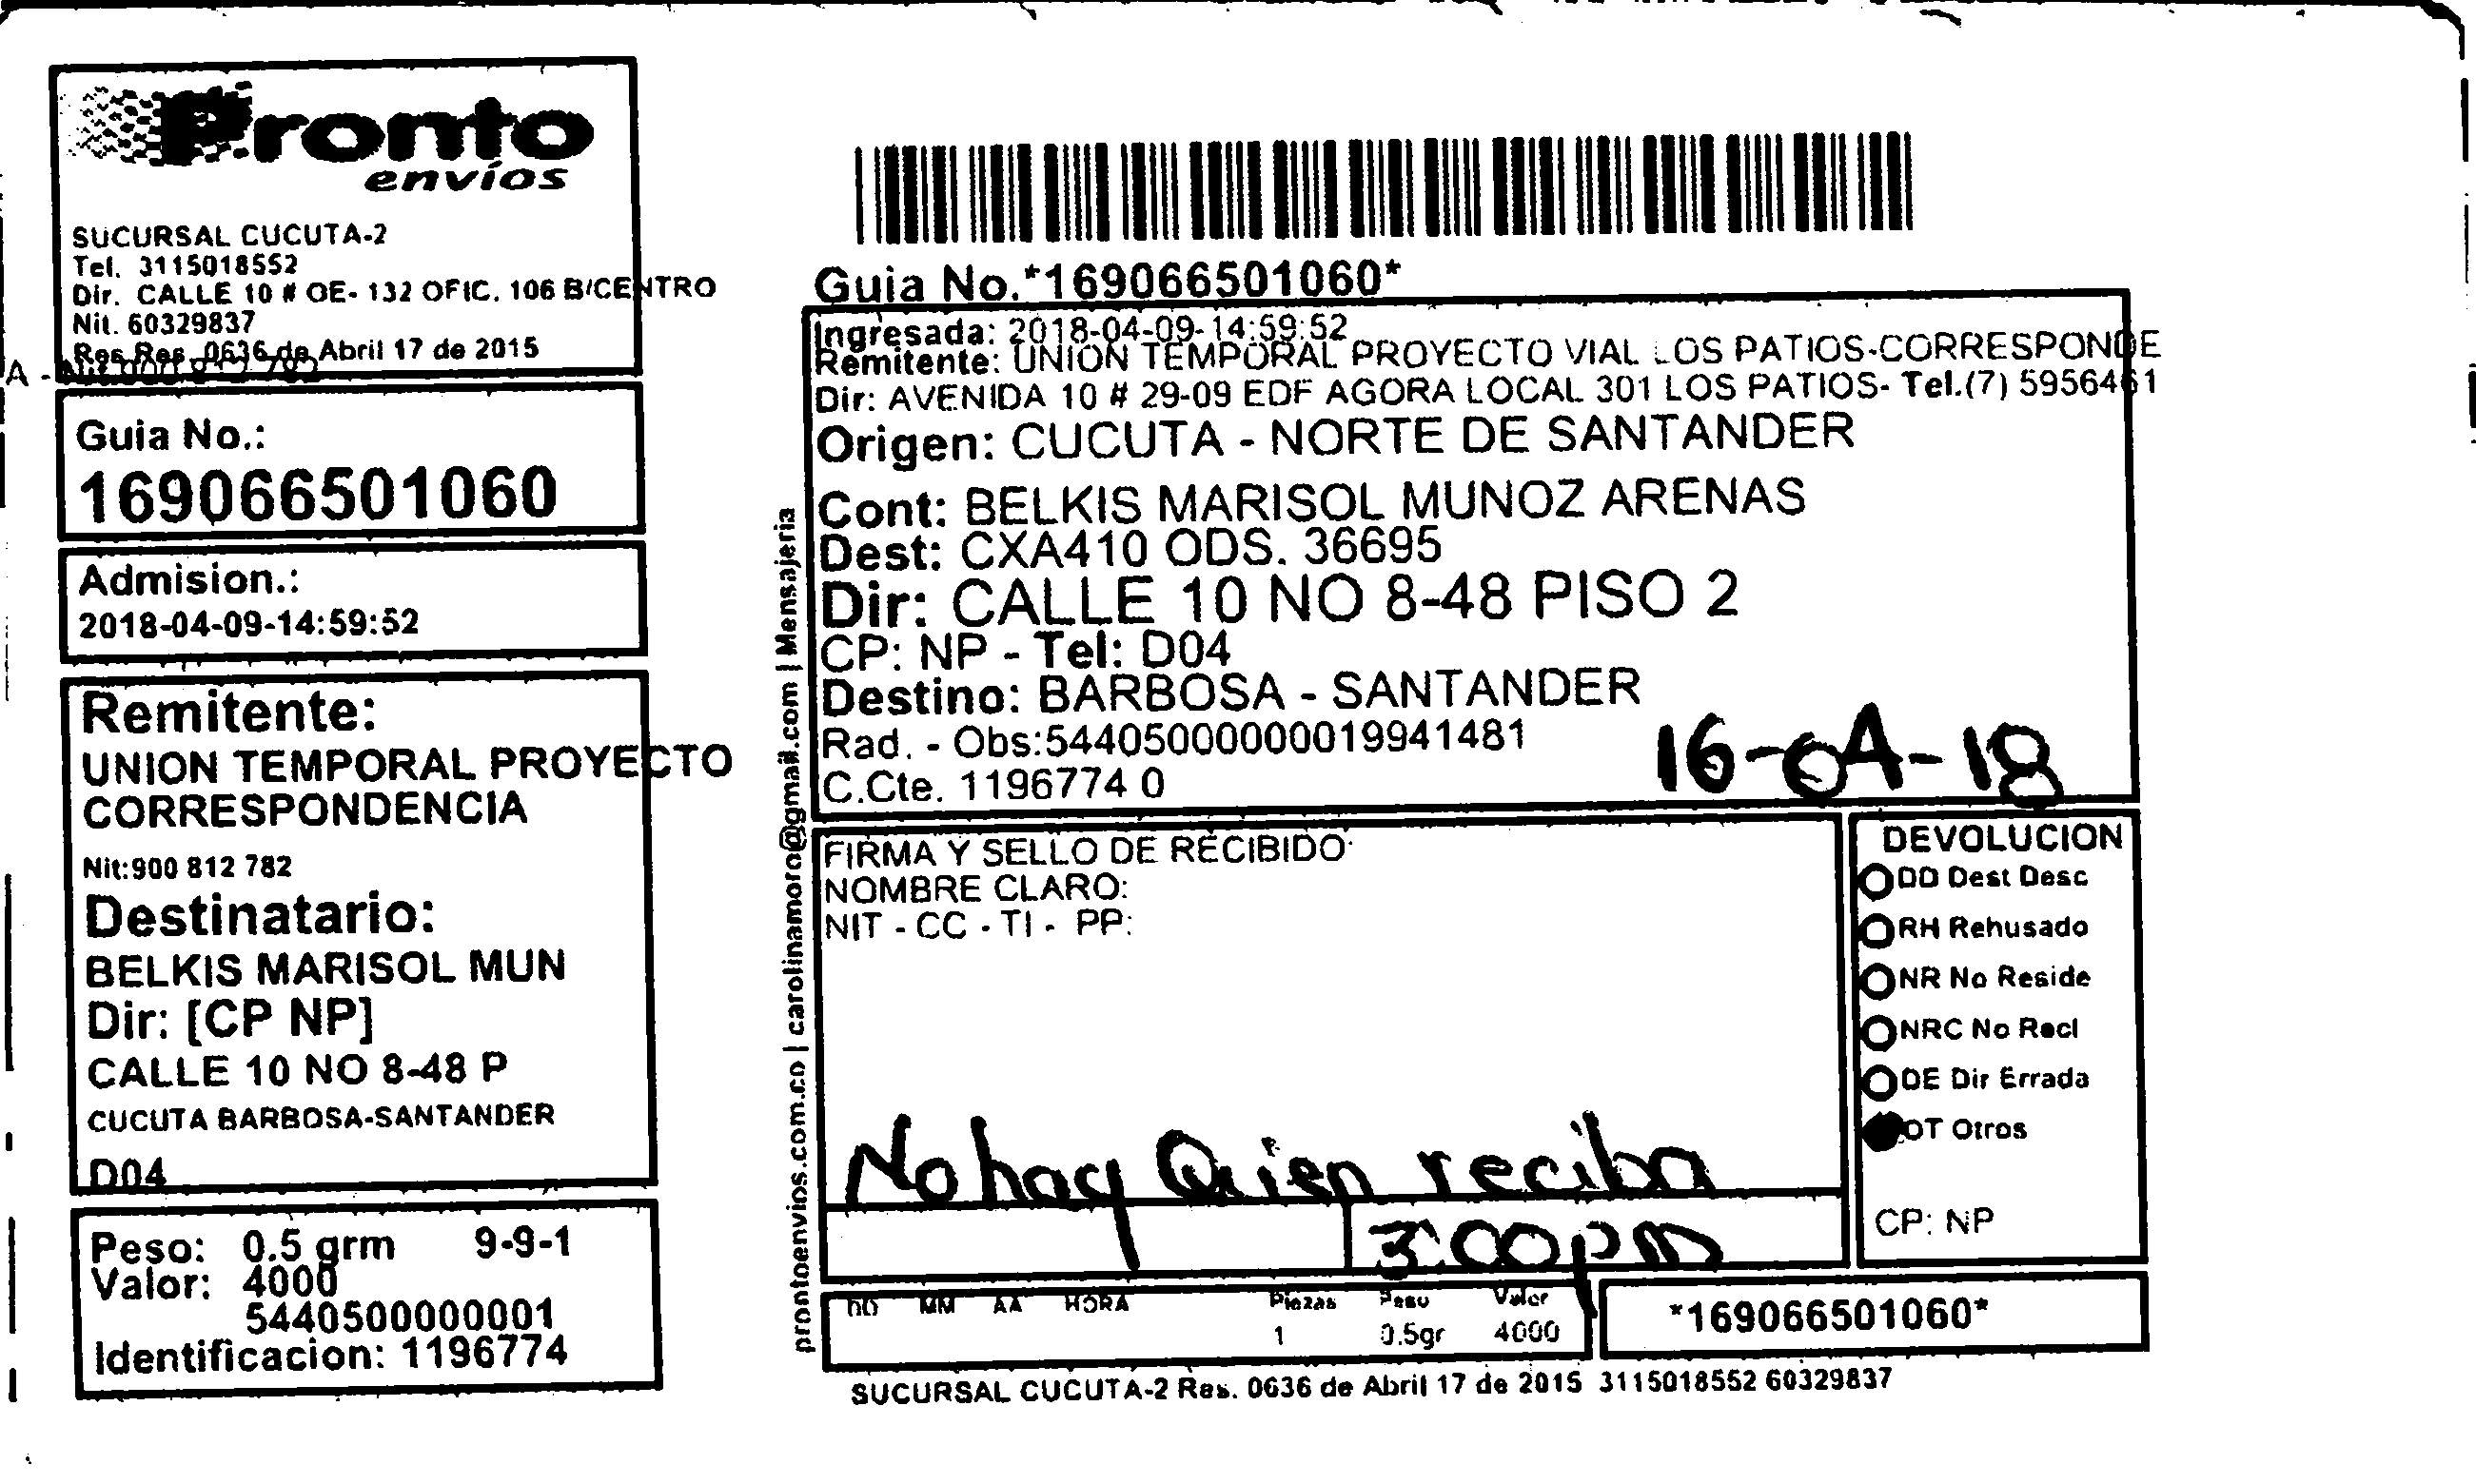 Pronto
envíos
SUCURSAL CUCUTA-2
Tel. 3115018552
Dir. CALLE 10 # OE- 132 OFIC. 106 B/CENTRO
Nit. 60329837
Res Res. 0636 de Abril 17 de 2015
Guia No.:
169066501060
Admision.:
2018-04-09-14:59:52
Remitente:
UNION TEMPORAL PROYECTO
CORRESPONDENCIA
Nit:900 812 782
Destinatario:
BELKIS MARISOL MUN
Dir: [CP NP]
CALLE 10 NO 8-48 P
CUCUTA BARBOSA-SANTANDER
D04
Peso: 0.5 grm 9-9-1
Valor: 4000
5440500000001
Identificacion: 1196774
prontoenvios.com.co | carolinamoro@gmail.com | Mensajeria
Guia No.*169066501060*
Ingresada: 2018-04-09-14:59:52
Remitente: UNION TEMPORAL PROYECTO VIAL LOS PATIOS-CORRESPONDE
Dir: AVENIDA 10 # 29-09 EDF AGORA LOCAL 301 LOS PATIOS- Tel.(7) 5956461
Origen: CUCUTA - NORTE DE SANTANDER
Cont: BELKIS MARISOL MUNOZ ARENAS
Dest: CXA410 ODS. 36695
Dir: CALLE 10 NO 8-48 PISO 2
CP: NP - Tel: D04
Destino: BARBOSA - SANTANDER
Rad. - Obs:544050000000019941481
C.Cte. 1196774 0
16-04-18
FIRMA Y SELLO DE RECIBIDO
NOMBRE CLARO:
NIT - CC - TI - PP:
No hay Quien reciba
3:00pm
DEVOLUCION
DD Dest Desc
RH Rehusado
NR No Reside
NRC No Recl
DE Dir Errada
OT Otros
CP: NP
DD MM AA HORA Piezas Peso Valor
1 0.5gr 4000
*169066501060*
SUCURSAL CUCUTA-2 Res. 0636 de Abril 17 de 2015 3115018552 60329837